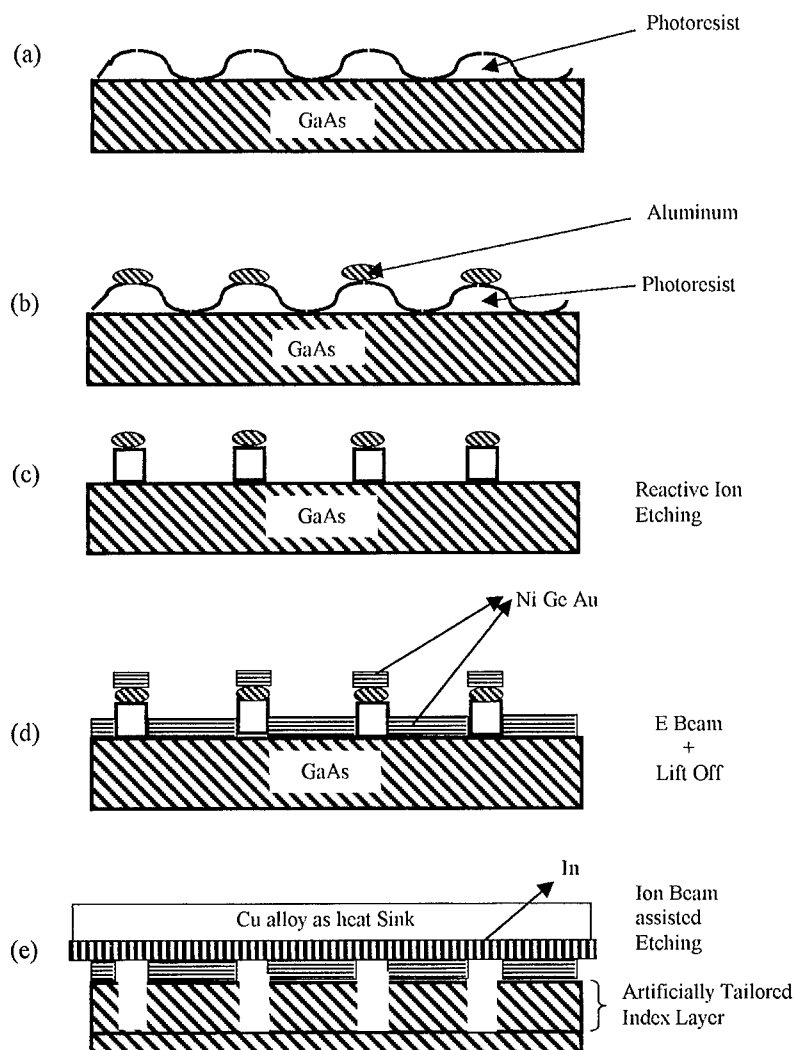 (a)
Photoresist
GaAs
Aluminum
(b)
Photoresist
GaAs
(c)
GaAs
Reactive Ion
Etching
Ni Ge Au
(d)
GaAs
E Beam
+
Lift Off
In
Cu alloy as heat Sink
Ion Beam
assisted
Etching
(e)
Artificially Tailored
Index Layer